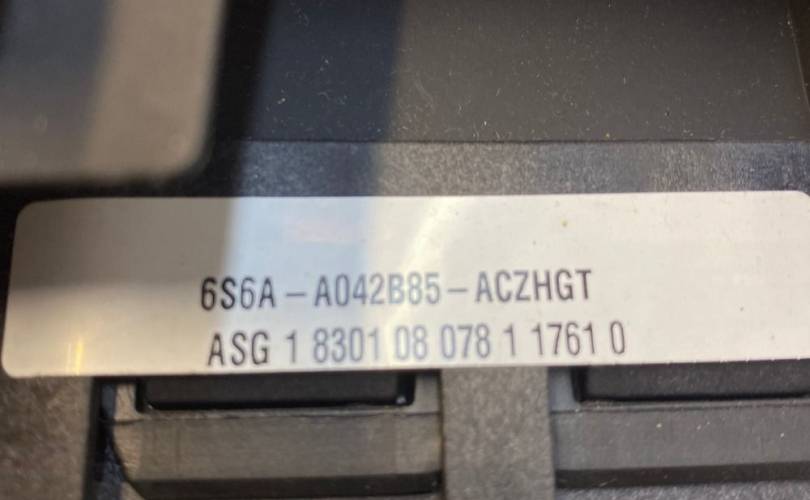 6S6A – A042B85 – ACZHGT
ASG 1 8301 08 078 1 1761 0